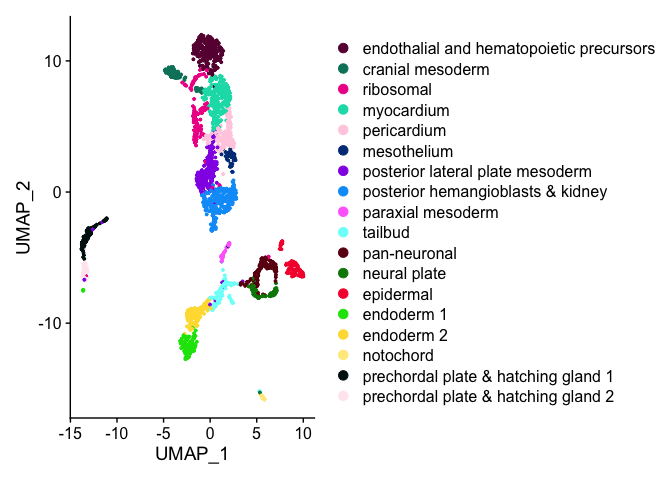 UMAP_2
10
0
-10
-15
-10
-5
0
5
10
UMAP_1
endothalial and hematopoietic precursors
cranial mesoderm
ribosomal
myocardium
pericardium
mesothelium
posterior lateral plate mesoderm
posterior hemangioblasts & kidney
paraxial mesoderm
tailbud
pan-neuronal
neural plate
epidermal
endoderm 1
endoderm 2
notochord
prechordal plate & hatching gland 1
prechordal plate & hatching gland 2